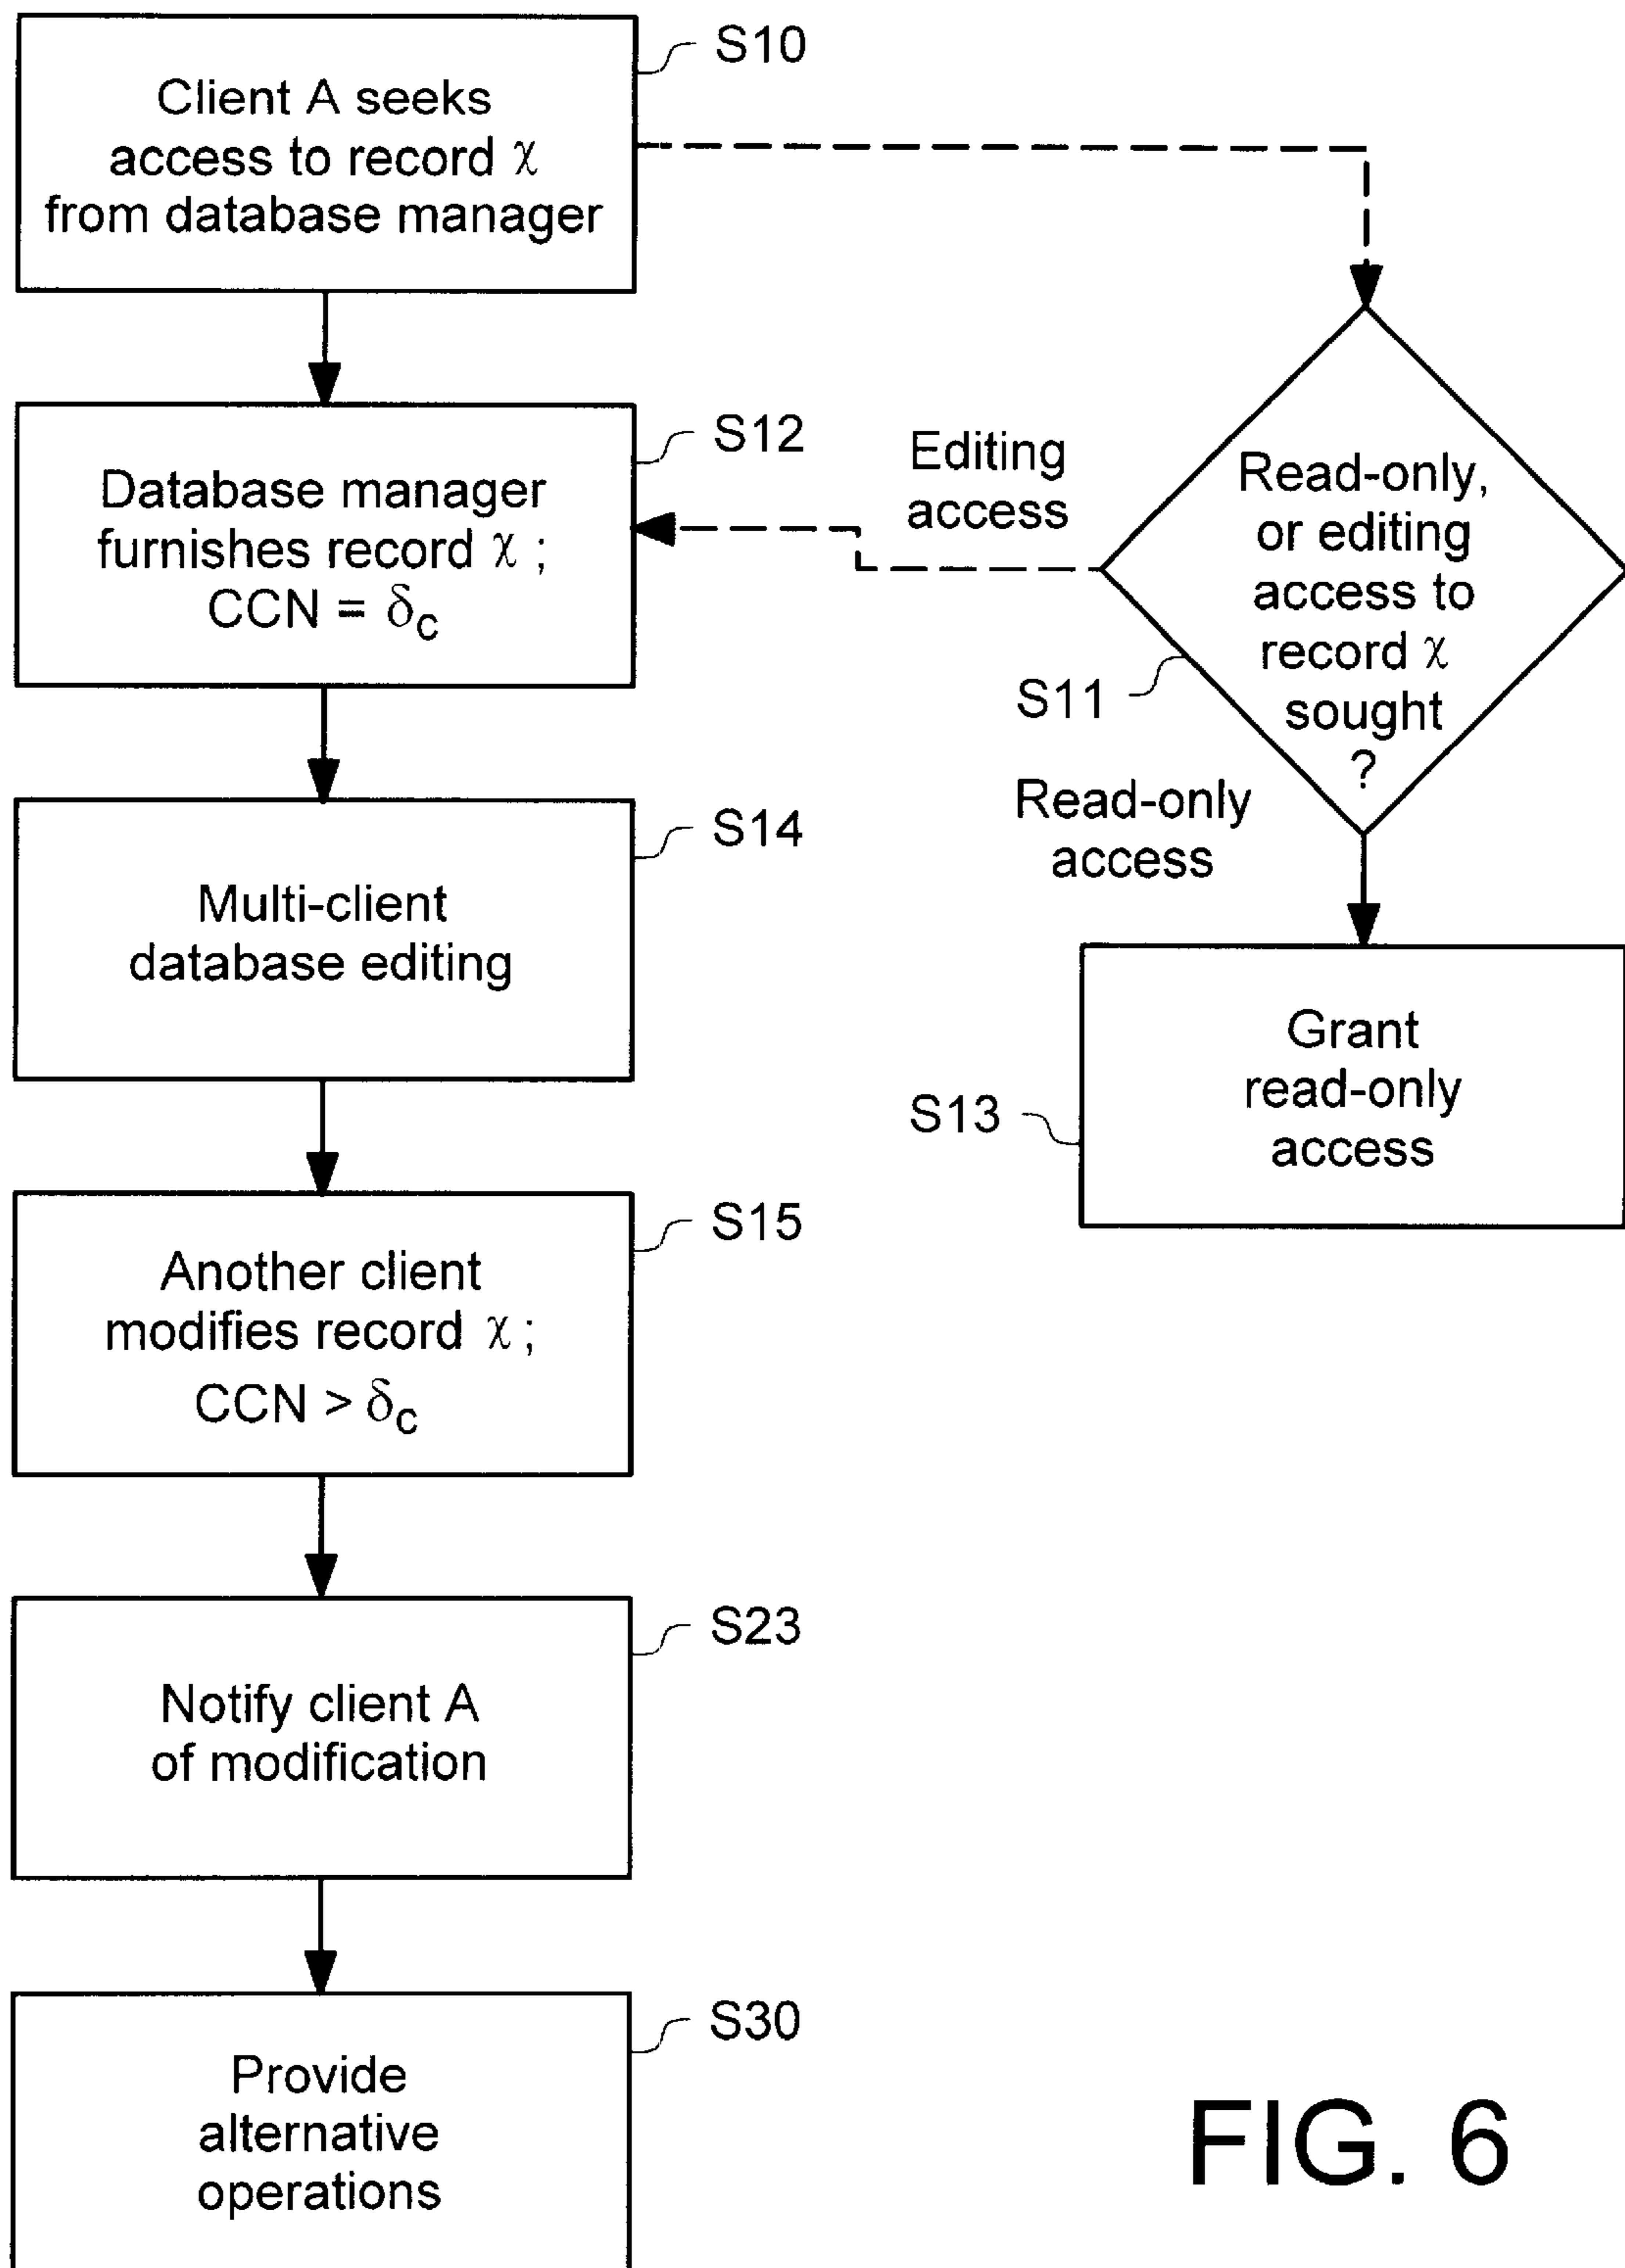 S10
Client A seeks
access to record χ
from database manager
S12
Database manager
furnishes record χ ;
CCN = δc
Editing
access
Read-only,
or editing
access to
record χ
sought
?
S11
Read-only
access
S14
Multi-client
database editing
Grant
read-only
access
S13
S15
Another client
modifies record χ ;
CCN > δc
S23
Notify client A
of modification
S30
Provide
alternative
operations
FIG. 6